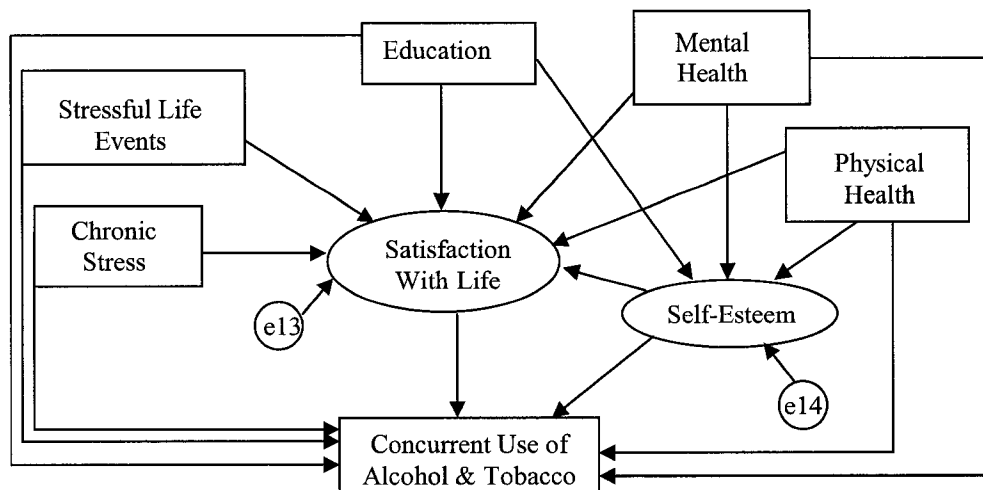 Education
Mental
Health
Stressful Life
Events
Physical
Health
Chronic
Stress
Satisfaction
With Life
e13
Self-Esteem
e14
Concurrent Use of
Alcohol & Tobacco